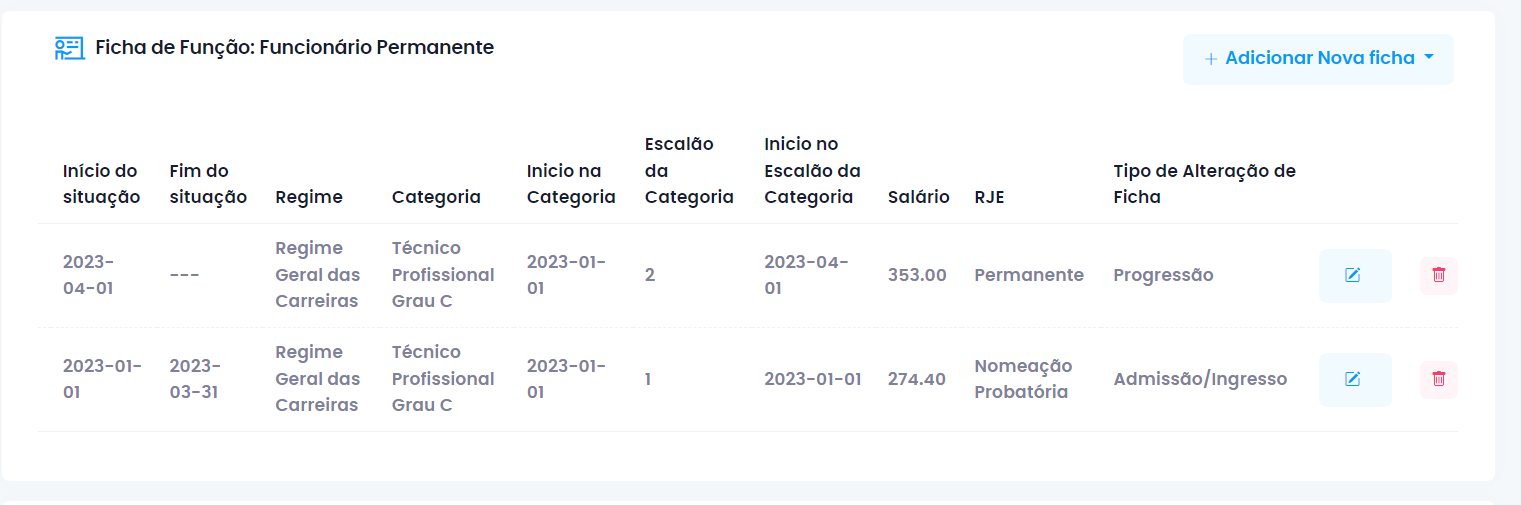 Ficha de Função: Funcionário Permanente
+ Adicionar Nova ficha
Início do
situação
Fim do
situação
Regime
Categoria
Inicio na
Categoria
Escalão
da
Categoria
Inicio no
Escalão da
Categoria
Salário
RJE
Tipo de Alteração de
Ficha
2023-
04-01
---
Regime
Geral das
Carreiras
Técnico
Profissional
Grau C
2023-01-
01
2
2023-04-
01
353.00
Permanente
Progressão
2023-01-
01
2023-
03-31
Regime
Geral das
Carreiras
Técnico
Profissional
Grau C
2023-01-
01
1
2023-01-01
274.40
Nomeação
Probatória
Admissão/Ingresso